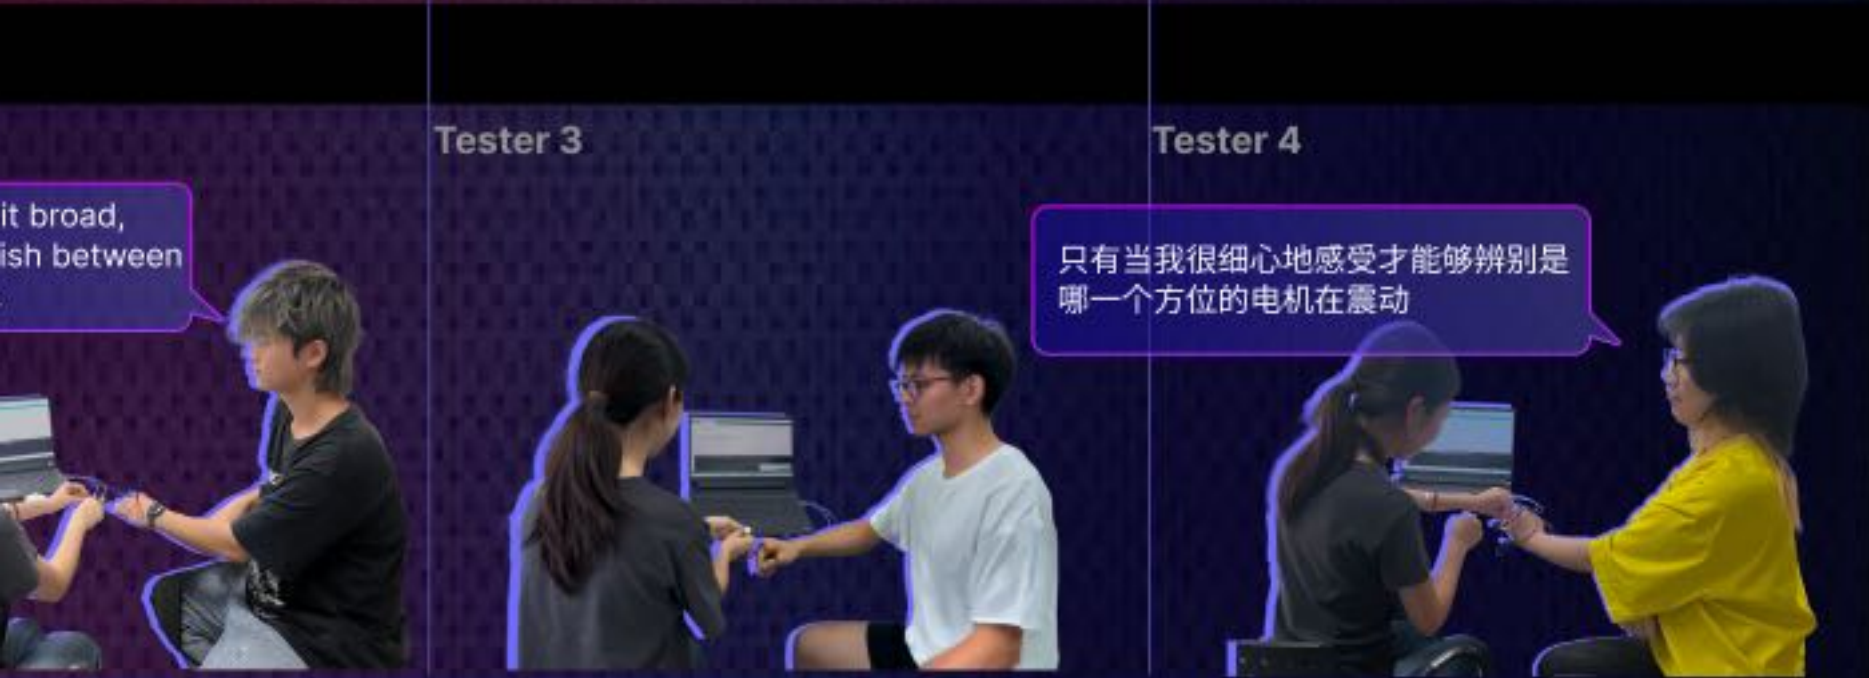 Tester 3
Tester 4
it broad,
ish between
只有当我很细心地感受才能够辨别是
哪一个方位的电机在震动